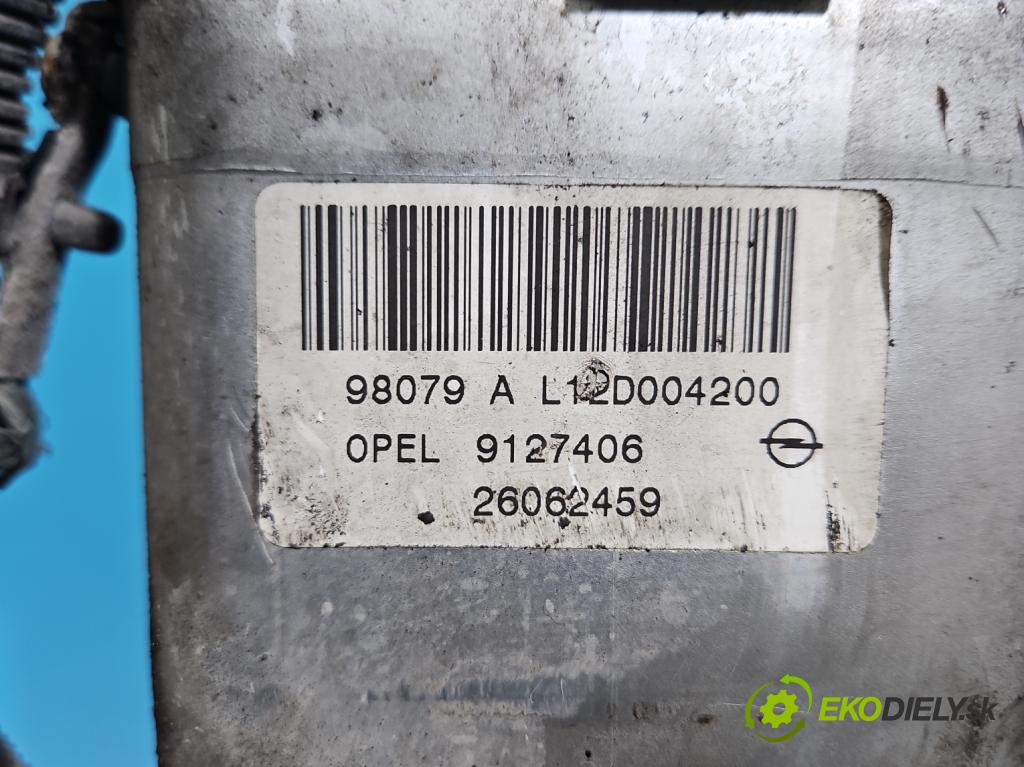 98079 A L12D004200
OPEL 9127406
26062459
EKODIELY.sk